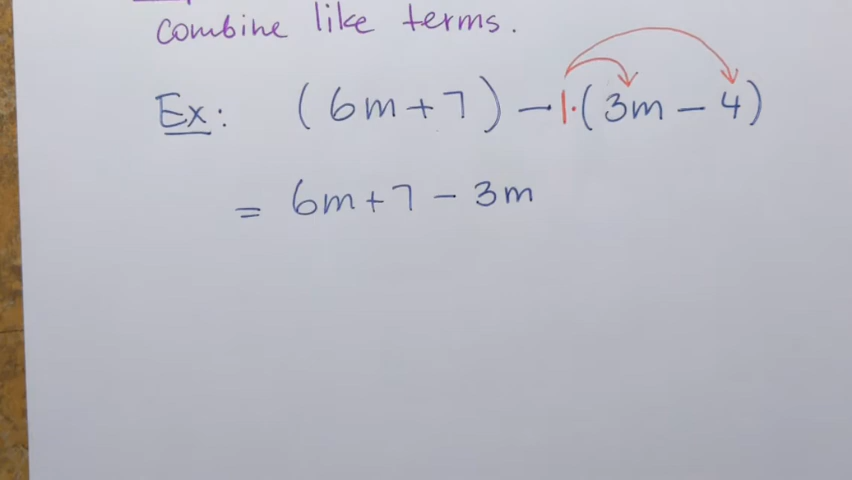 combine like terms.
Ex: (6m+7) - 1·(3m - 4)
= 6m+7 - 3m